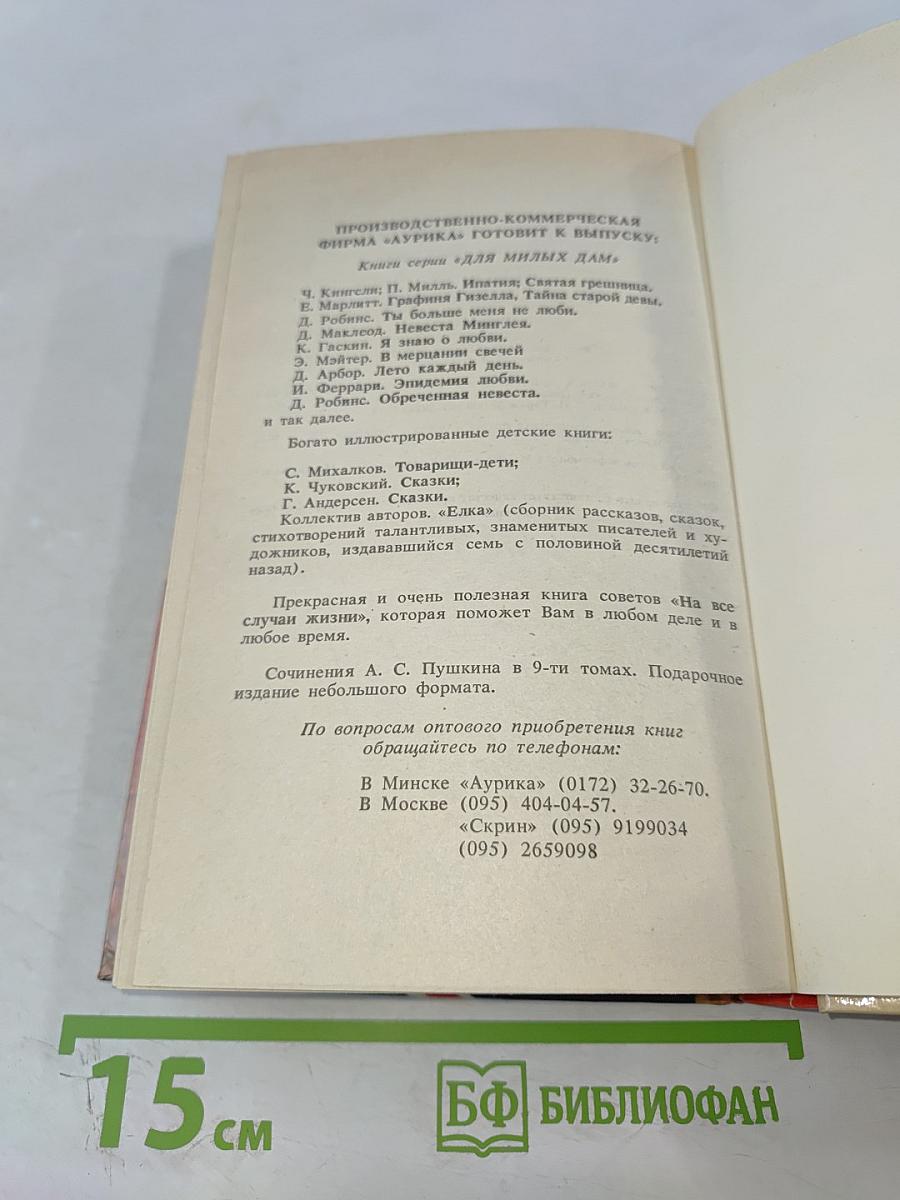 ПРОИЗВОДСТВЕННО-КОММЕРЧЕСКАЯ
ФИРМА «АУРИКА» ГОТОВИТ К ВЫПУСКУ:
Книги серии «ДЛЯ МИЛЫХ ДАМ»
Ч. Кингсли; П. Милль. Ипатия; Святая грешница,
Е. Марлитт. Графиня Гизелла, Тайна старой девы,
Д. Робинс. Ты больше меня не люби.
Д. Маклеод. Невеста Минглея.
К. Гаскин. Я знаю о любви.
Э. Мэйтер. В мерцании свечей
Д. Арбор. Лето каждый день.
И. Феррари. Эпидемия любви.
Д. Робинс. Обреченная невеста.
и так далее.
Богато иллюстрированные детские книги:
С. Михалков. Товарищи-дети;
К. Чуковский. Сказки;
Г. Андерсен. Сказки.
Коллектив авторов. «Елка» (сборник рассказов, сказок,
стихотворений талантливых, знаменитых писателей и ху-
дожников, издававшийся семь с половиной десятилетий
назад).
Прекрасная и очень полезная книга советов «На все
случаи жизни», которая поможет Вам в любом деле и в
любое время.
Сочинения А. С. Пушкина в 9-ти томах. Подарочное
издание небольшого формата.
По вопросам оптового приобретения книг
обращайтесь по телефонам:
В Минске «Аурика» (0172) 32-26-70.
В Москве (095) 404-04-57.
«Скрин» (095) 9199034
(095) 2659098
15 см
БФ БИБЛИОФАН